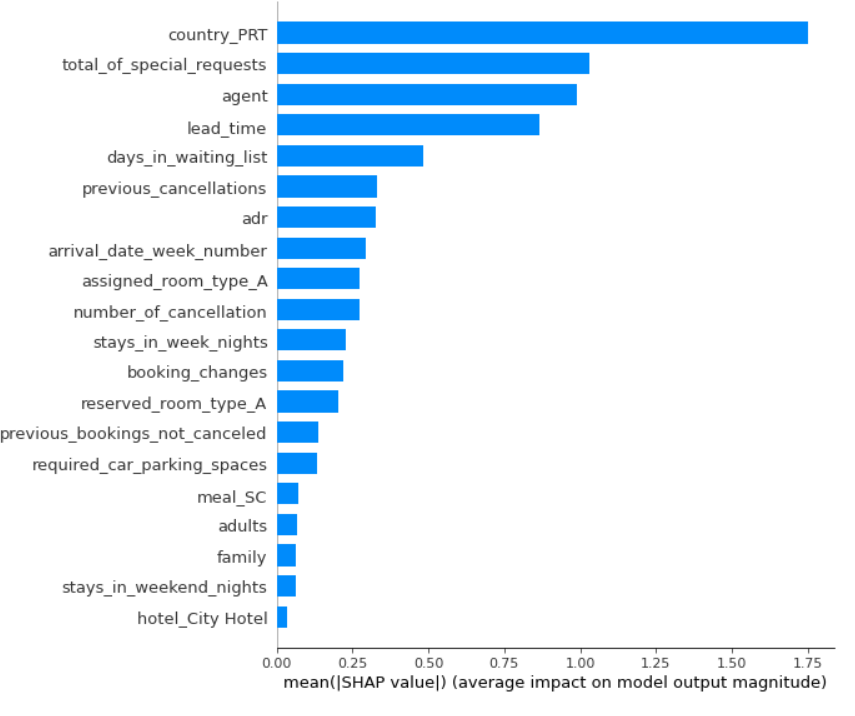 country_PRT
total_of_special_requests
agent
lead_time
days_in_waiting_list
previous_cancellations
adr
arrival_date_week_number
assigned_room_type_A
number_of_cancellation
stays_in_week_nights
booking_changes
reserved_room_type_A
previous_bookings_not_canceled
required_car_parking_spaces
meal_SC
adults
family
stays_in_weekend_nights
hotel_City Hotel
0.00 0.25 0.50 0.75 1.00 1.25 1.50 1.75
mean(|SHAP value|) (average impact on model output magnitude)